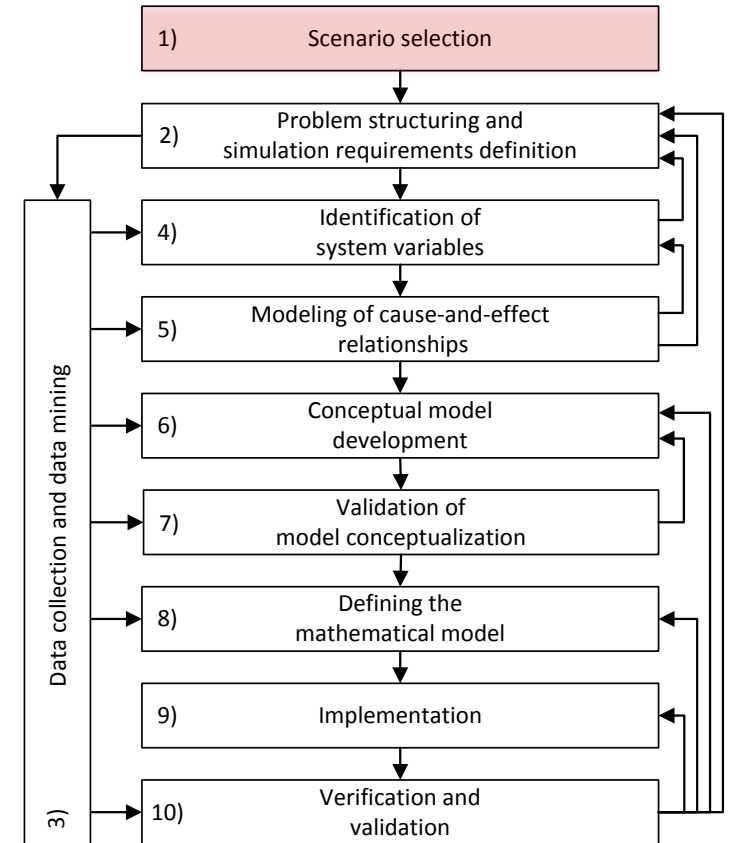 1) Scenario selection
2) Problem structuring and
simulation requirements definition
3) Data collection and data mining
4) Identification of
system variables
5) Modeling of cause-and-effect
relationships
6) Conceptual model
development
7) Validation of
model conceptualization
8) Defining the
mathematical model
9) Implementation
10) Verification and
validation